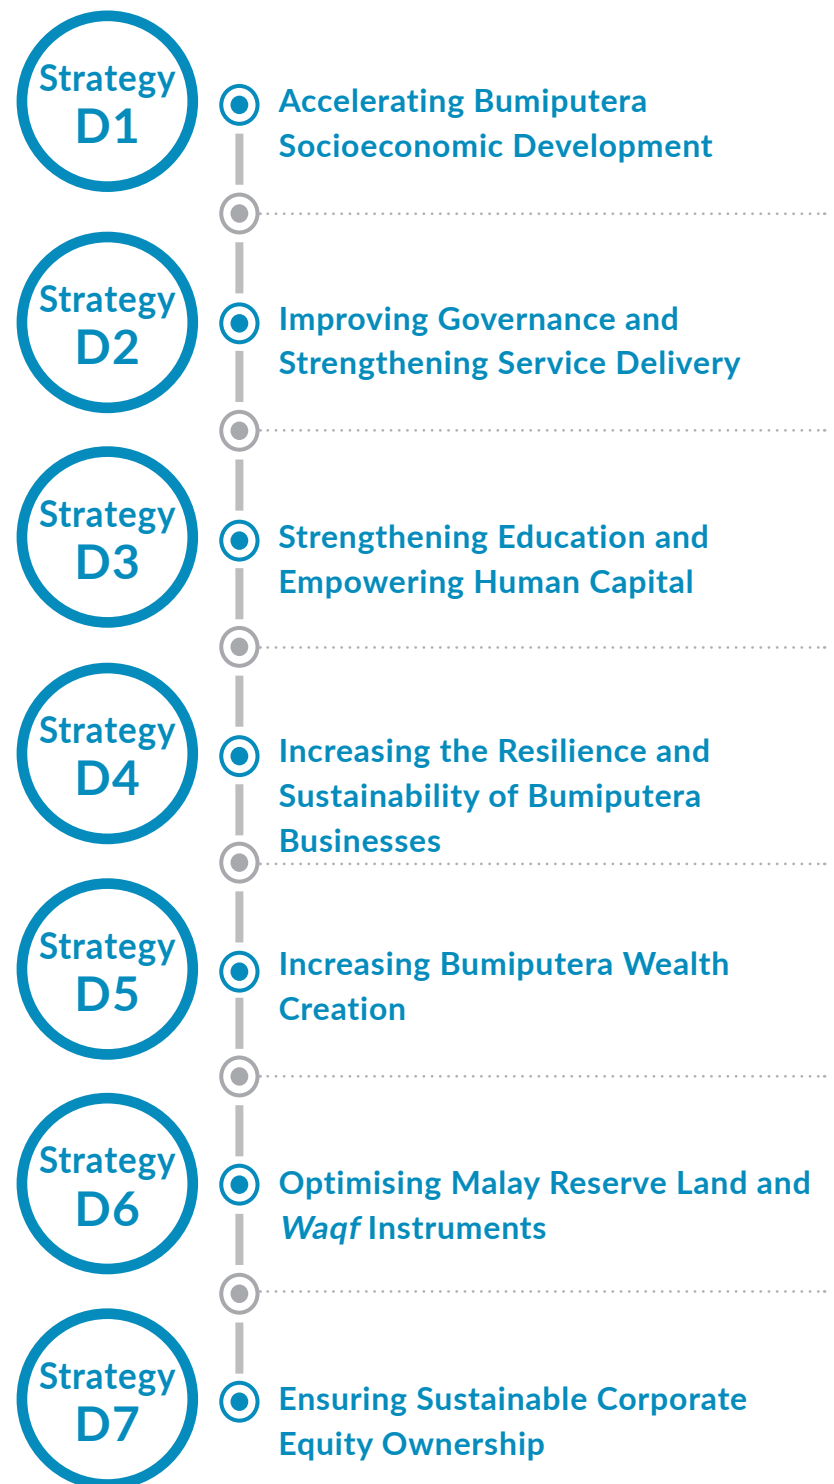 Strategy
D1
Accelerating Bumiputera
Socioeconomic Development
Strategy
D2
Improving Governance and
Strengthening Service Delivery
Strategy
D3
Strengthening Education and
Empowering Human Capital
Strategy
D4
Increasing the Resilience and
Sustainability of Bumiputera
Businesses
Strategy
D5
Increasing Bumiputera Wealth
Creation
Strategy
D6
Optimising Malay Reserve Land and
Waqf Instruments
Strategy
D7
Ensuring Sustainable Corporate
Equity Ownership